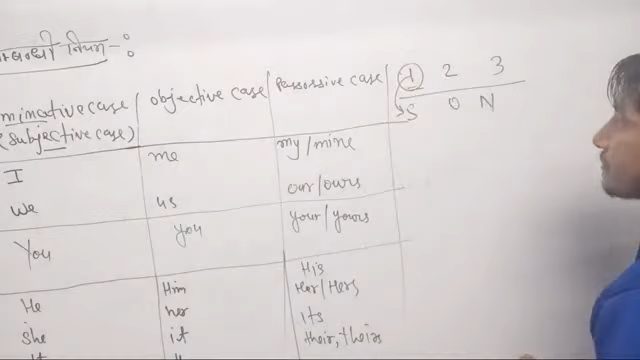 नियम -:
minative case / objective case / Possossive case ① 2 3
(subjective case) → S O N
I me my/mine
We us our/ours
You you your/yours
He Him His
she her Her/Hers
it its
their, theirs